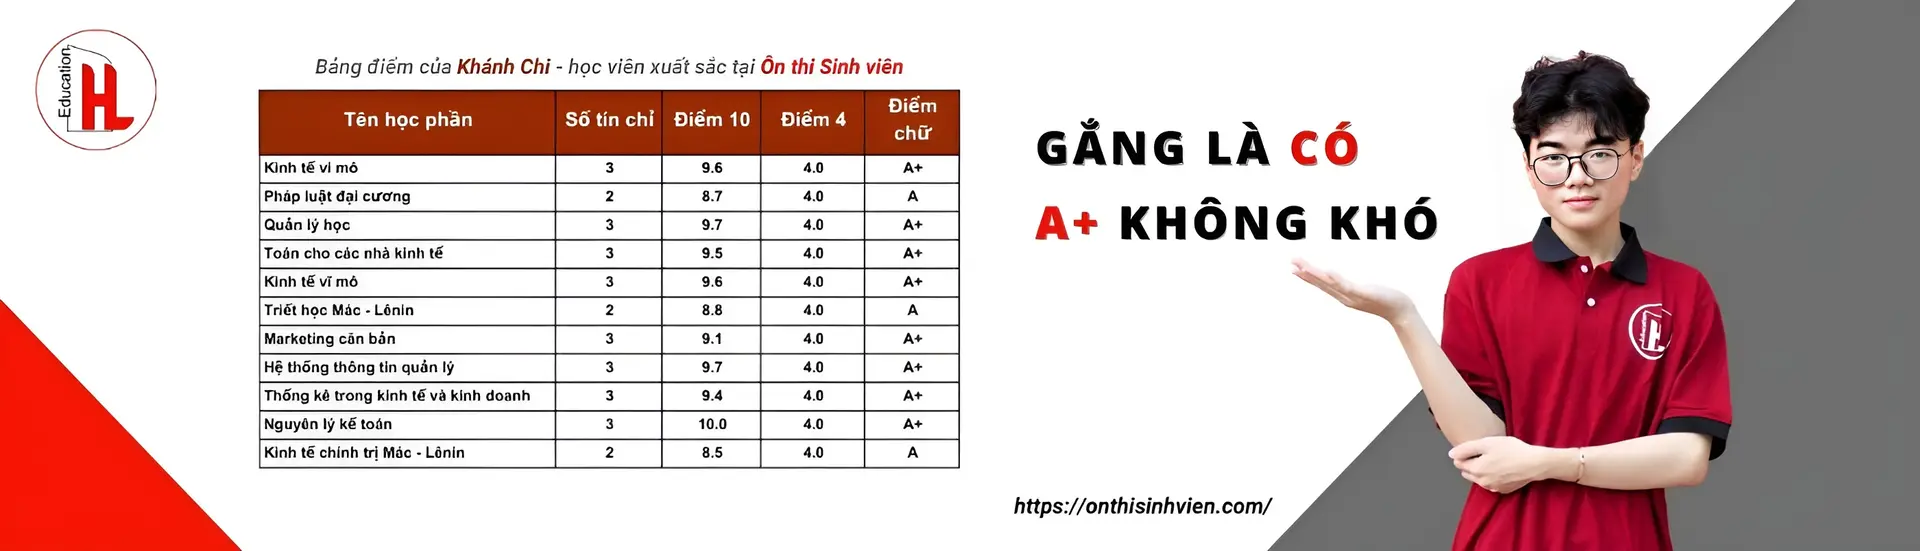 Education
HL
Bảng điểm của Khánh Chi - học viên xuất sắc tại Ôn thi Sinh viên
Tên học phần Số tín chỉ Điểm 10 Điểm 4 Điểm chữ
Kinh tế vi mô 3 9.6 4.0 A+
Pháp luật đại cương 2 8.7 4.0 A
Quản lý học 3 9.7 4.0 A+
Toán cho các nhà kinh tế 3 9.5 4.0 A+
Kinh tế vĩ mô 3 9.6 4.0 A+
Triết học Mác - Lênin 2 8.8 4.0 A
Marketing căn bản 3 9.1 4.0 A+
Hệ thống thông tin quản lý 3 9.7 4.0 A+
Thống kê trong kinh tế và kinh doanh 3 9.4 4.0 A+
Nguyên lý kế toán 3 10.0 4.0 A+
Kinh tế chính trị Mác - Lênin 2 8.5 4.0 A
GẮNG LÀ CÓ
A+ KHÔNG KHÓ
https://onthisinhvien.com/
Education
HL